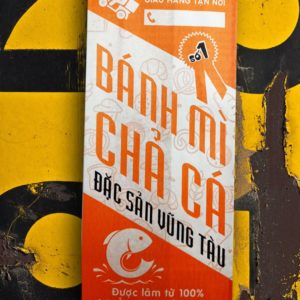 GIAO HÀNG TẬN NƠI
SỐ 1
BÁNH MÌ
CHẢ CÁ
ĐẶC SẢN VŨNG TÀU
Được làm từ 100%